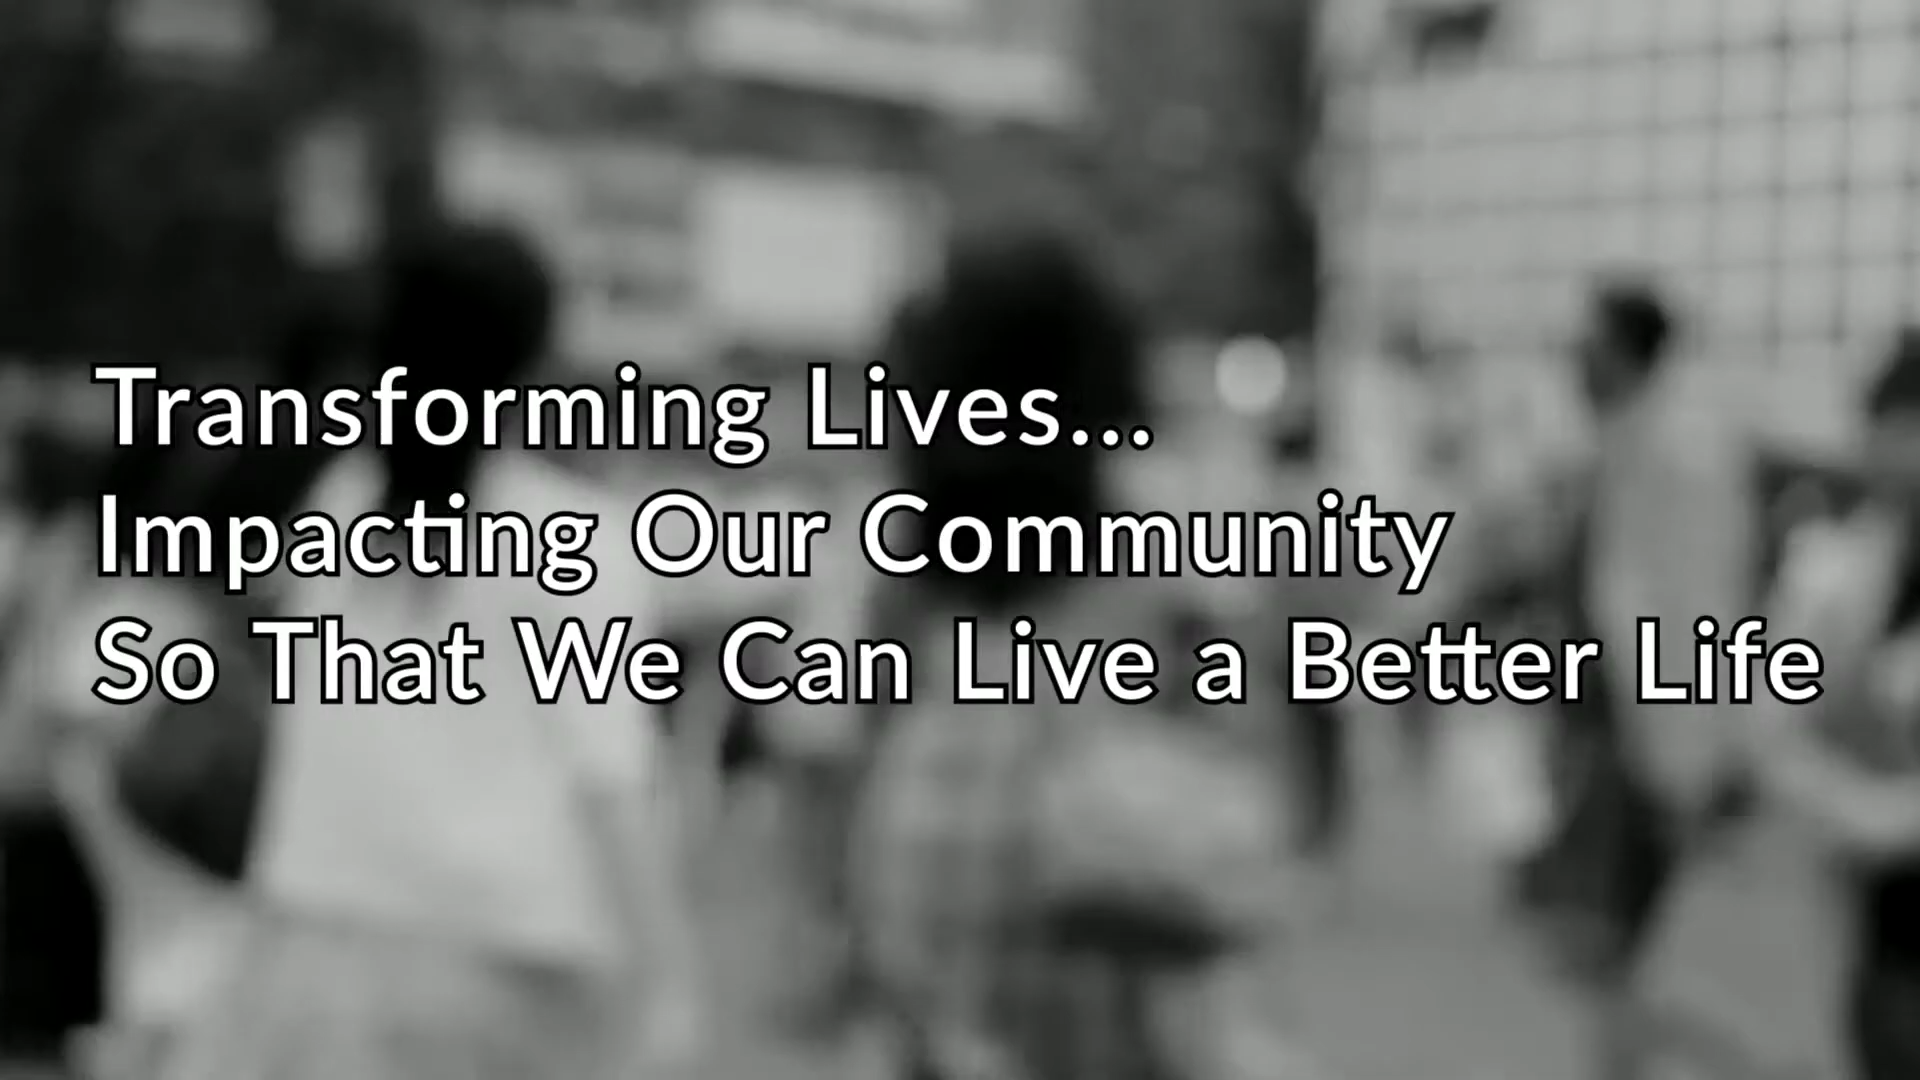 Transforming Lives...
Impacting Our Community
So That We Can Live a Better Life